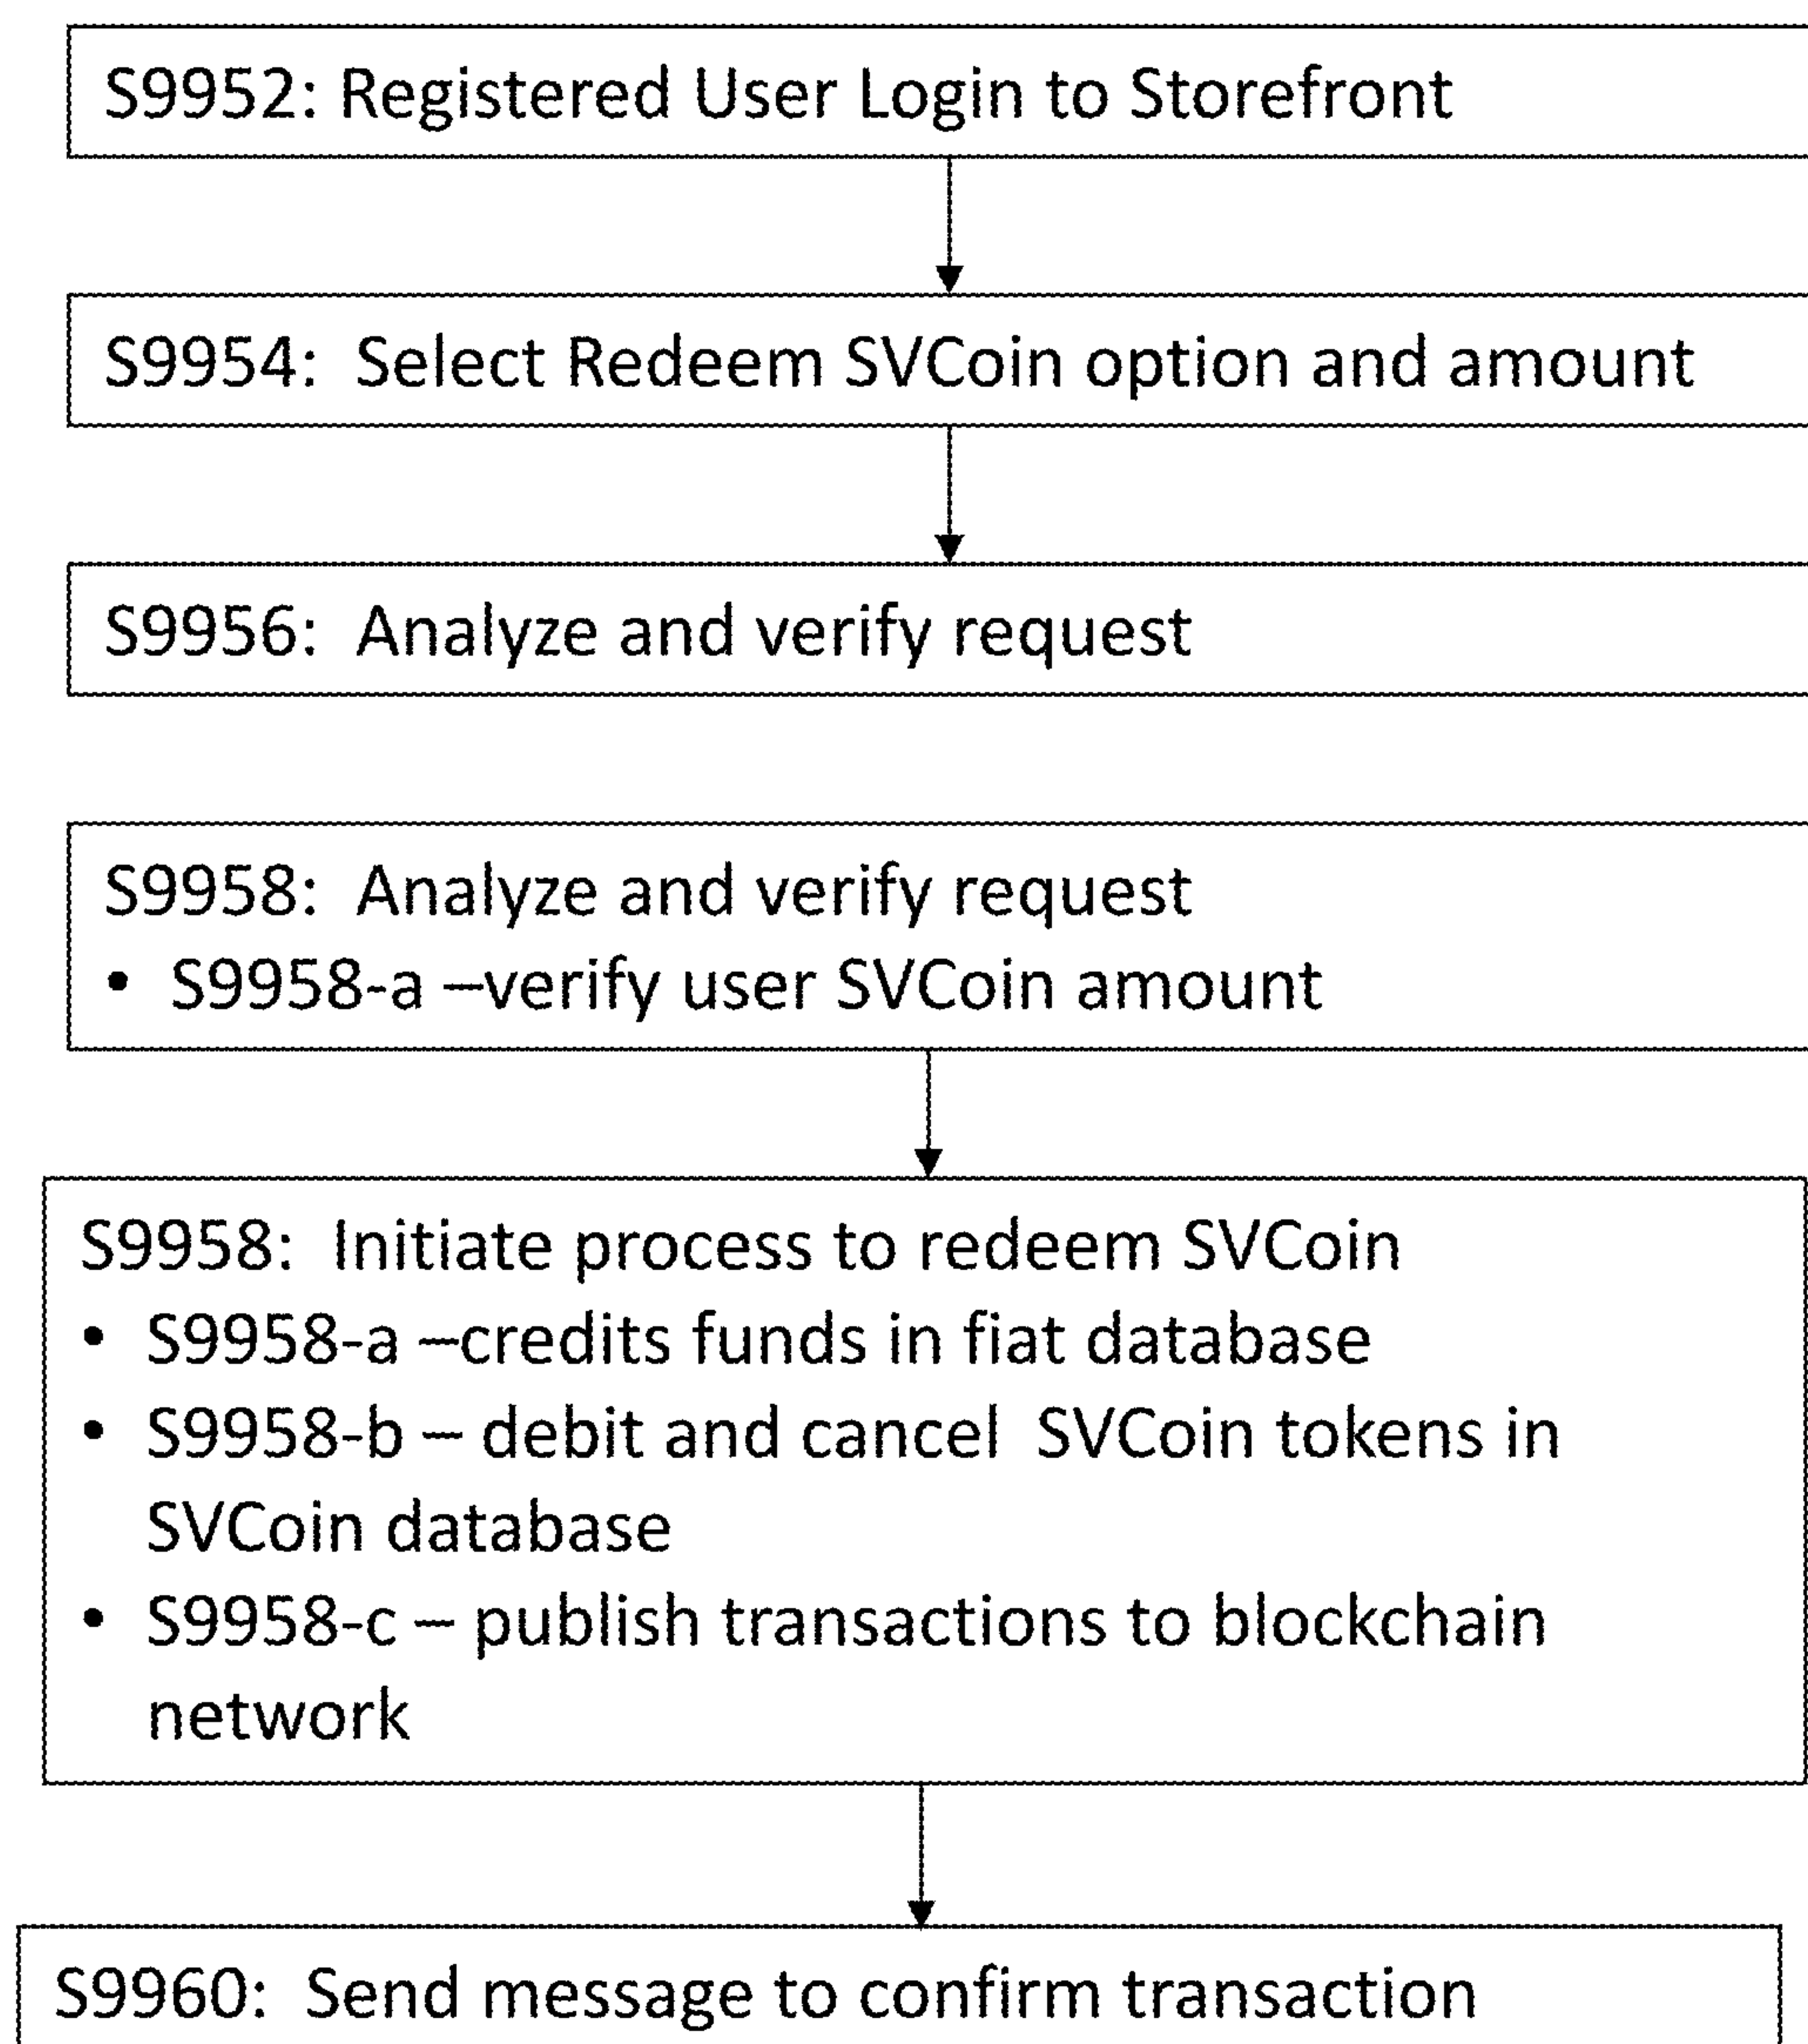 S9952: Registered User Login to Storefront
S9954: Select Redeem SVCoin option and amount
S9956: Analyze and verify request
S9958: Analyze and verify request
• S9958-a –verify user SVCoin amount
S9958: Initiate process to redeem SVCoin
• S9958-a –credits funds in fiat database
• S9958-b – debit and cancel SVCoin tokens in
SVCoin database
• S9958-c – publish transactions to blockchain
network
S9960: Send message to confirm transaction